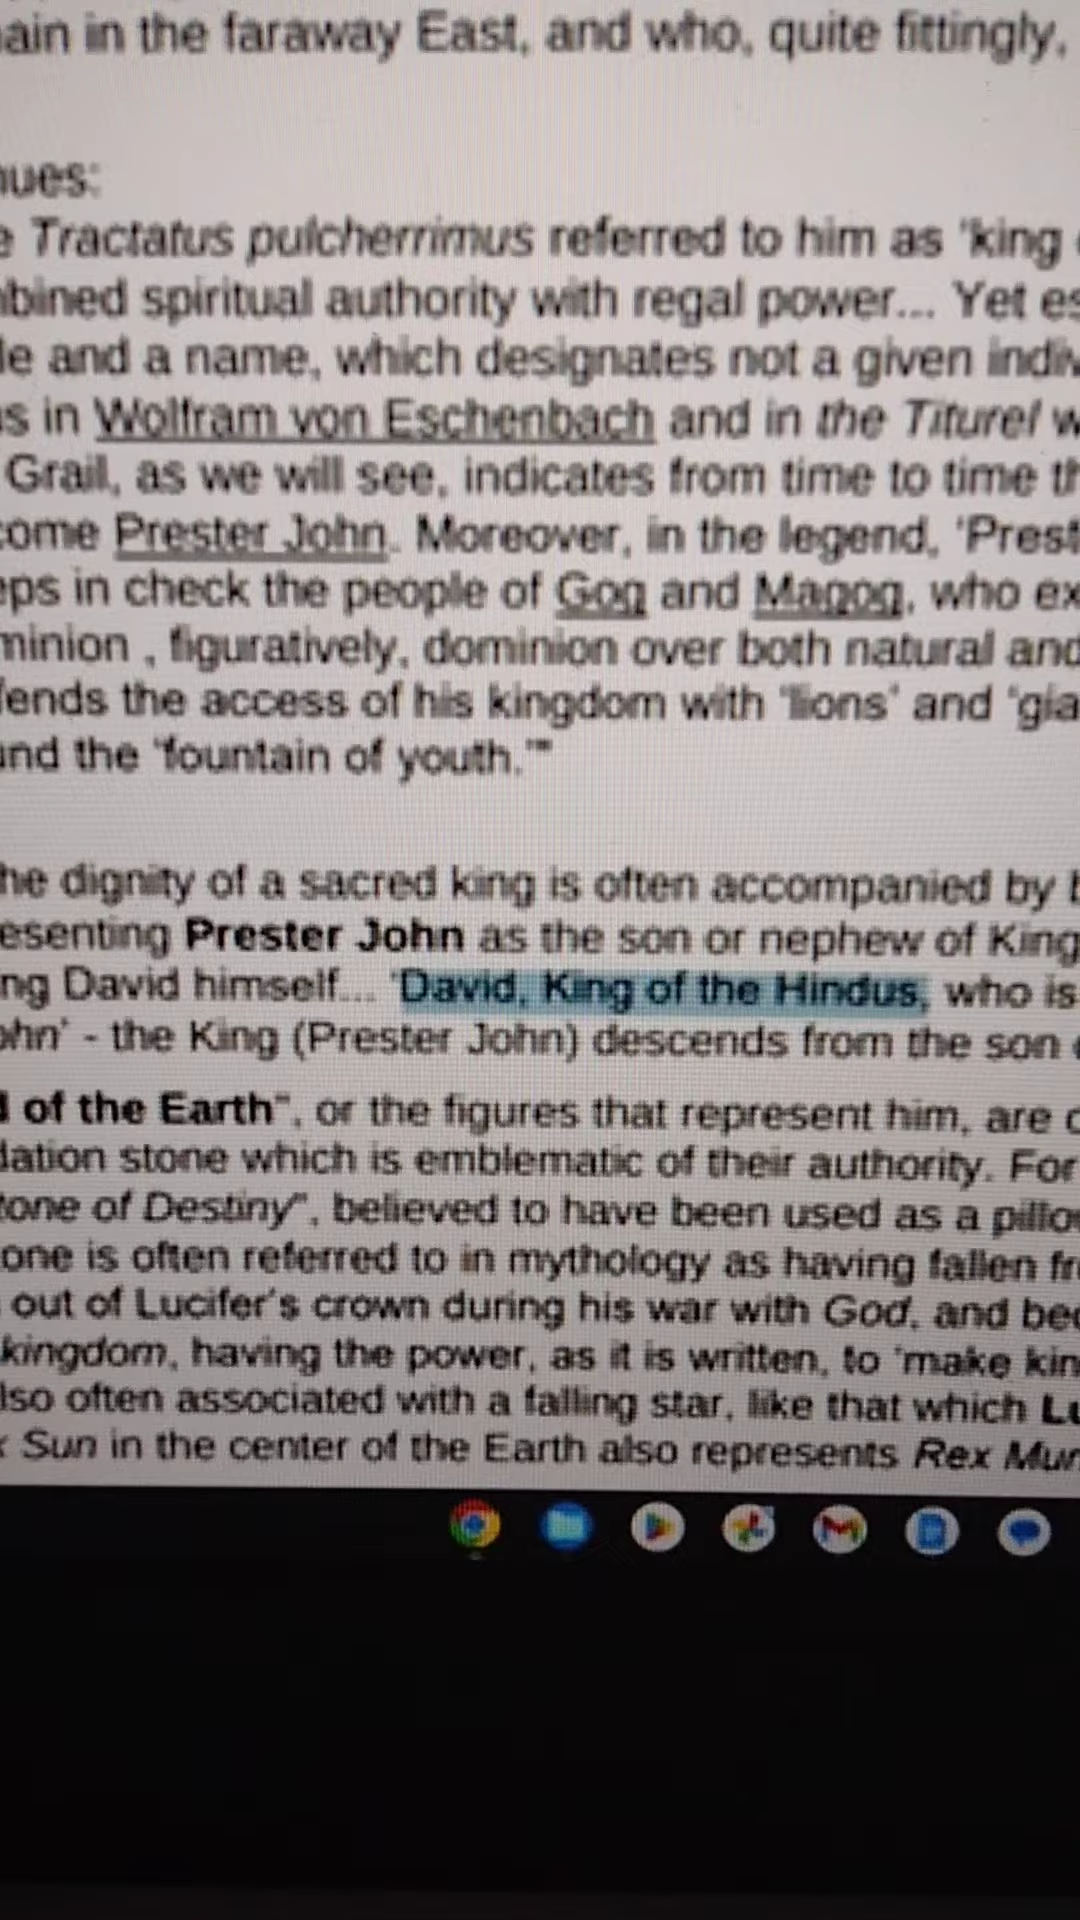 ain in the faraway East, and who, quite fittingly,
nues:
e Tractatus pulcherrimus referred to him as 'king
mbined spiritual authority with regal power... Yet es
le and a name, which designates not a given indiv
us in Wolfram von Eschenbach and in the Titurel w
Grail, as we will see, indicates from time to time th
come Prester John. Moreover, in the legend, 'Prest
eps in check the people of Gog and Magog, who ex
minion , figuratively, dominion over both natural and
fends the access of his kingdom with 'lions' and 'gia
und the 'fountain of youth.'"
he dignity of a sacred king is often accompanied by b
esenting Prester John as the son or nephew of King
ng David himself... 'David, King of the Hindus, who is
ohn' - the King (Prester John) descends from the son
d of the Earth", or the figures that represent him, are
dation stone which is emblematic of their authority. For
tone of Destiny", believed to have been used as a pillo
one is often referred to in mythology as having fallen fr
out of Lucifer's crown during his war with God, and bec
kingdom, having the power, as it is written, to 'make kin
lso often associated with a falling star, like that which Lu
k Sun in the center of the Earth also represents Rex Mun